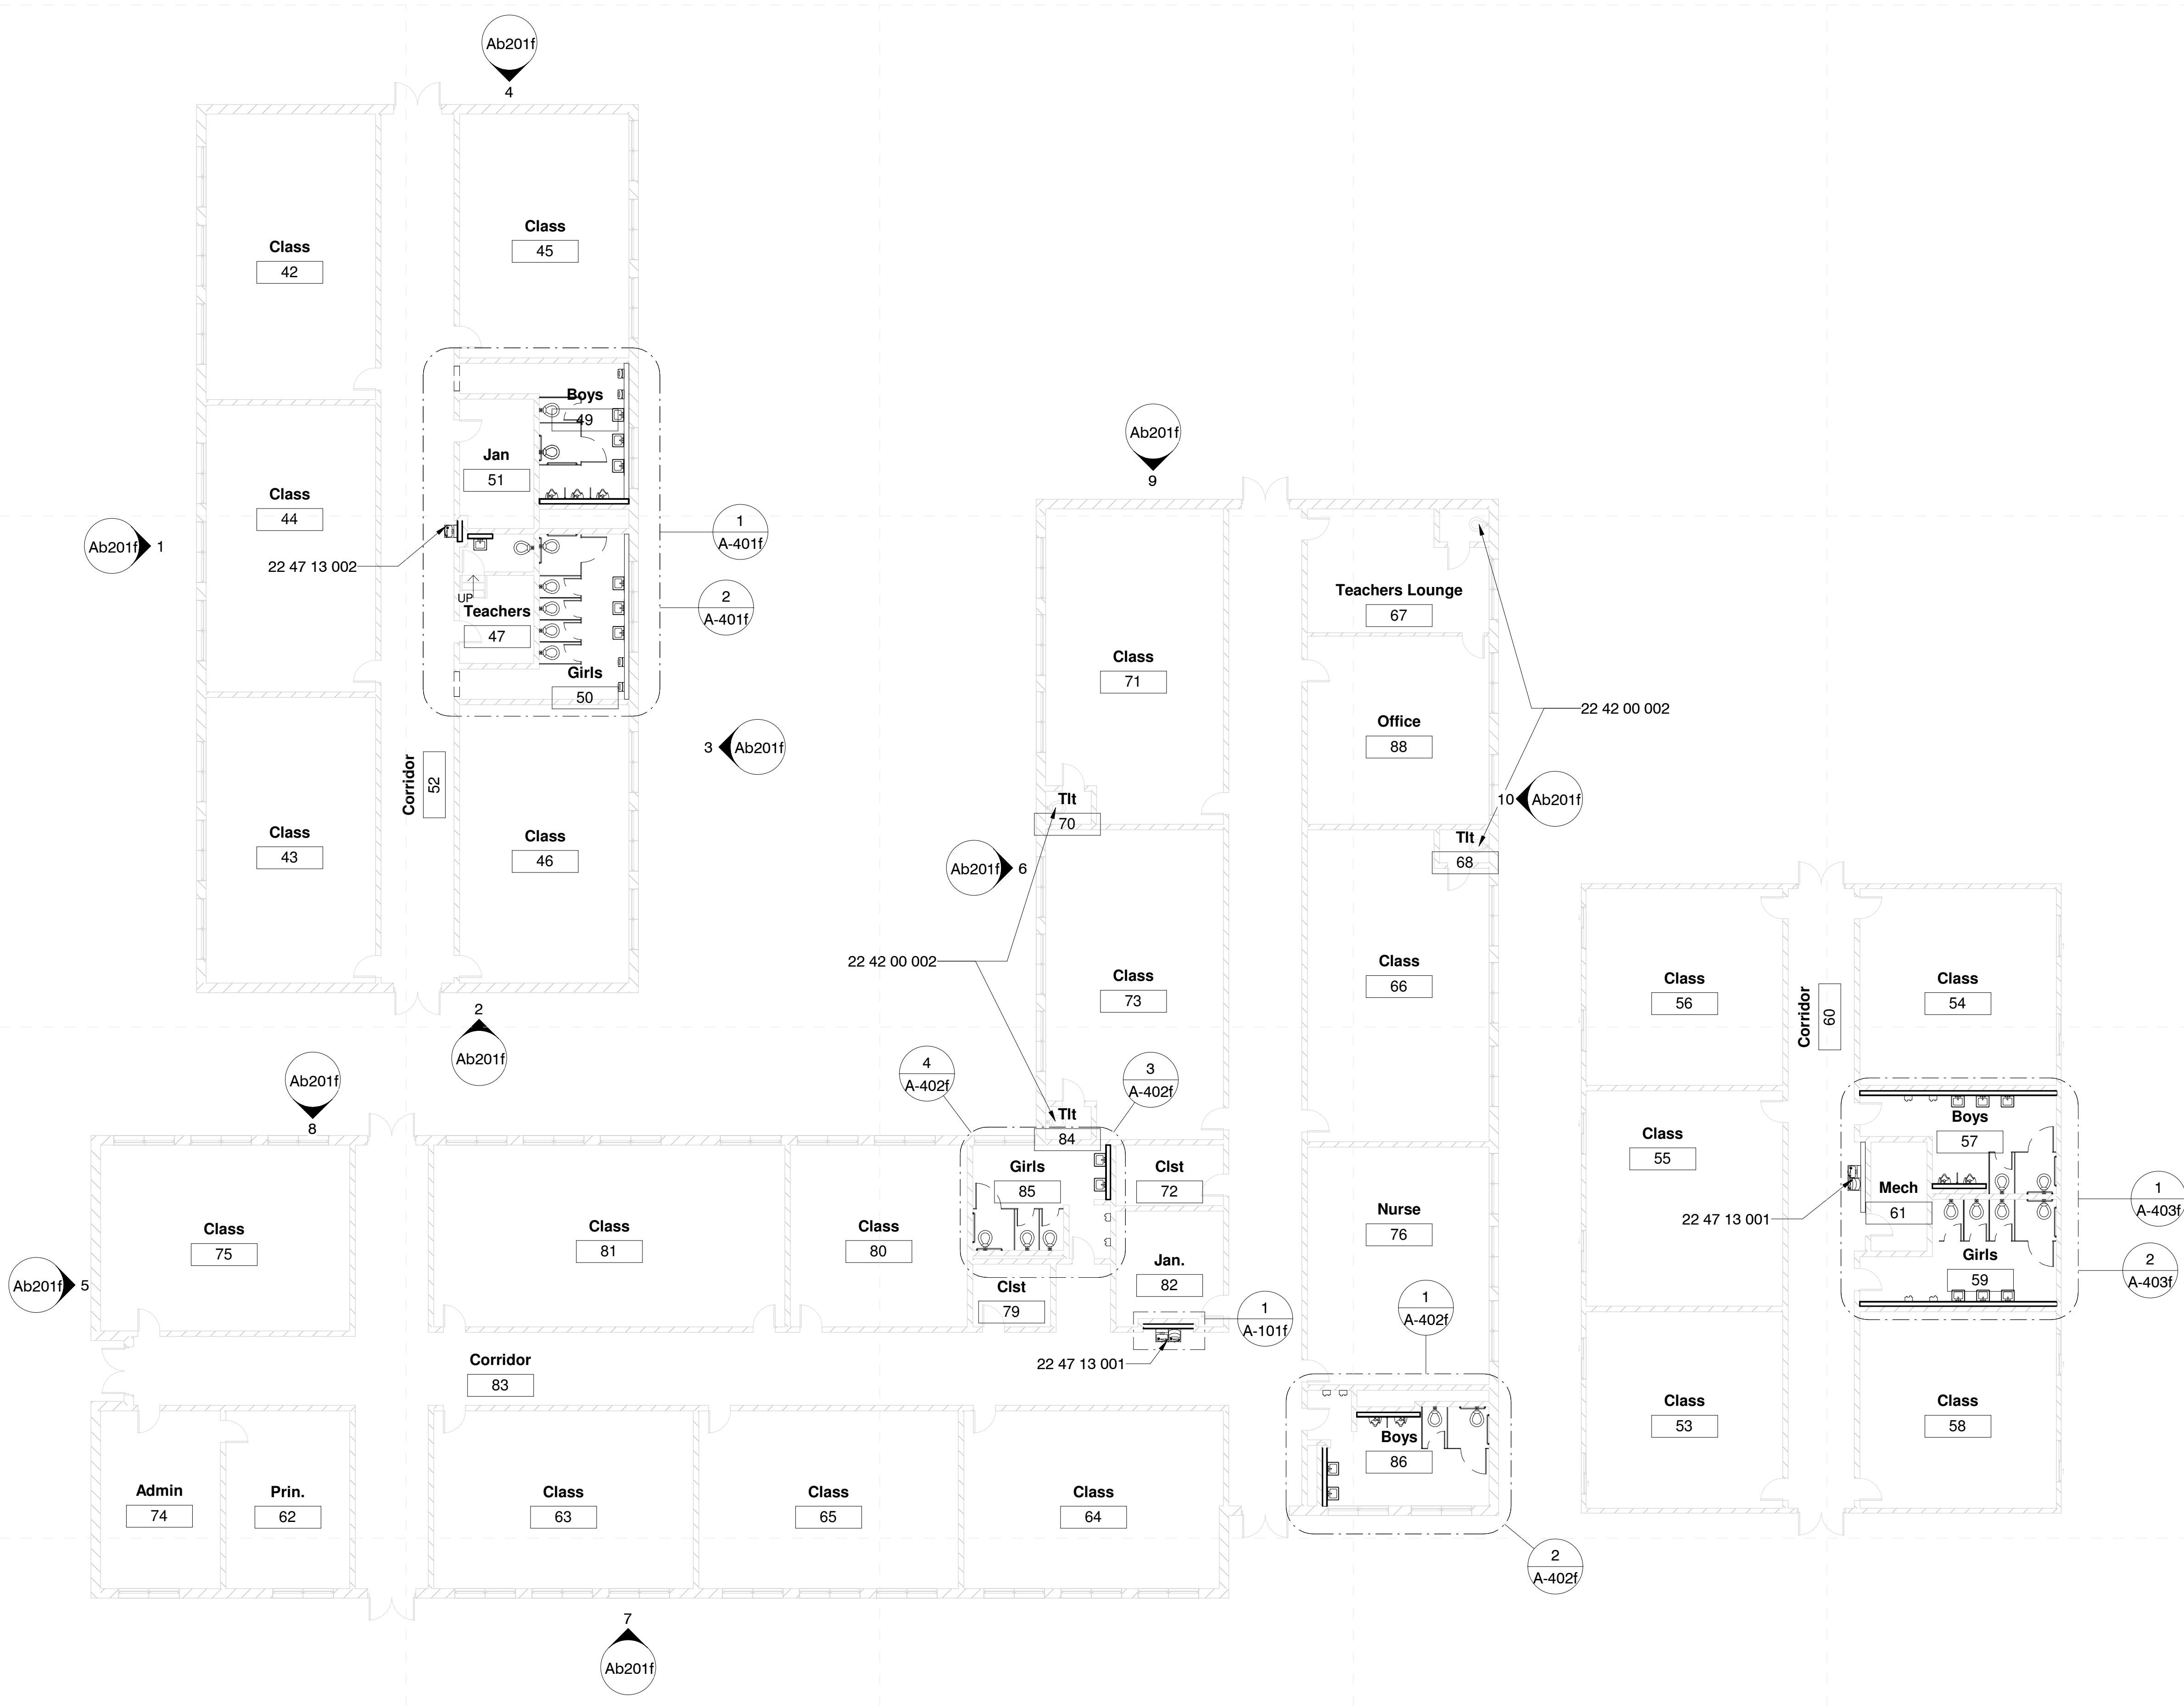 Ab201f
4
Class
42
Class
45
Boys
49
Jan
51
Class
44
Ab201f
1
22 47 13 002
1
A-401f
2
A-401f
UP
Teachers
47
Girls
50
3
Ab201f
Corridor
52
Class
43
Class
46
2
Ab201f
Ab201f
9
Teachers Lounge
67
Class
71
Office
88
22 42 00 002
10
Ab201f
Tlt
70
Tlt
68
Ab201f
6
22 42 00 002
Class
73
Class
66
4
A-402f
3
A-402f
Tlt
84
Girls
85
Clst
72
Nurse
76
Jan.
82
Clst
79
1
A-101f
22 47 13 001
1
A-402f
Boys
86
2
A-402f
Class
56
Class
54
Corridor
60
Class
55
Boys
57
Mech
61
22 47 13 001
Girls
59
1
A-403f
2
A-403f
Class
53
Class
58
Ab201f
8
Class
75
Class
81
Class
80
Ab201f
5
Corridor
83
Admin
74
Prin.
62
Class
63
Class
65
Class
64
7
Ab201f